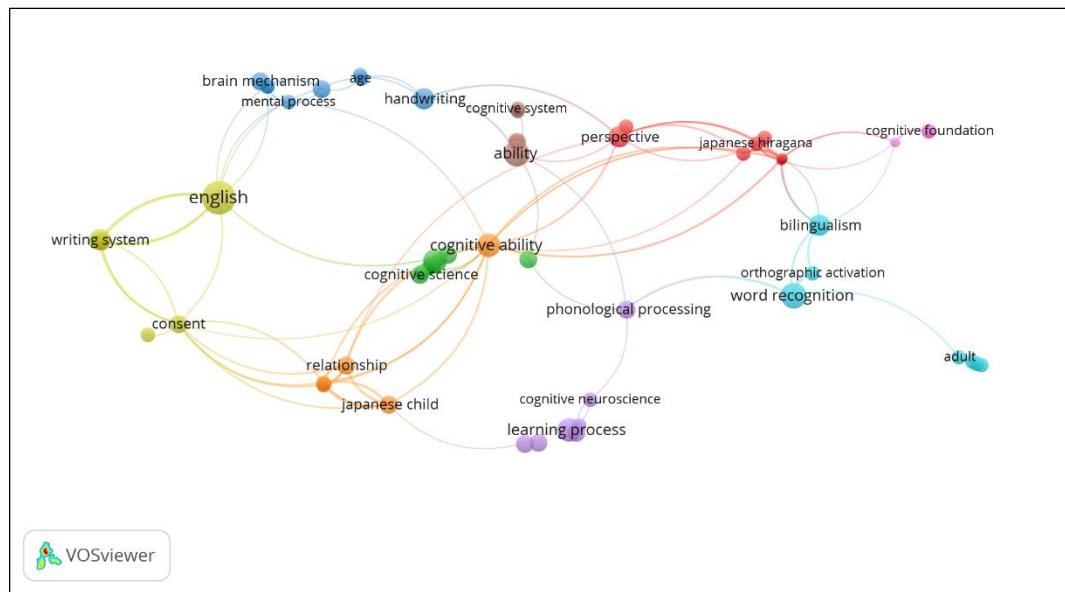 brain mechanism
age
mental process
handwriting
cognitive system
perspective
ability
japanese hiragana
cognitive foundation
english
writing system
cognitive ability
cognitive science
bilingualism
orthographic activation
word recognition
phonological processing
consent
relationship
adult
japanese child
cognitive neuroscience
learning process
VOSviewer